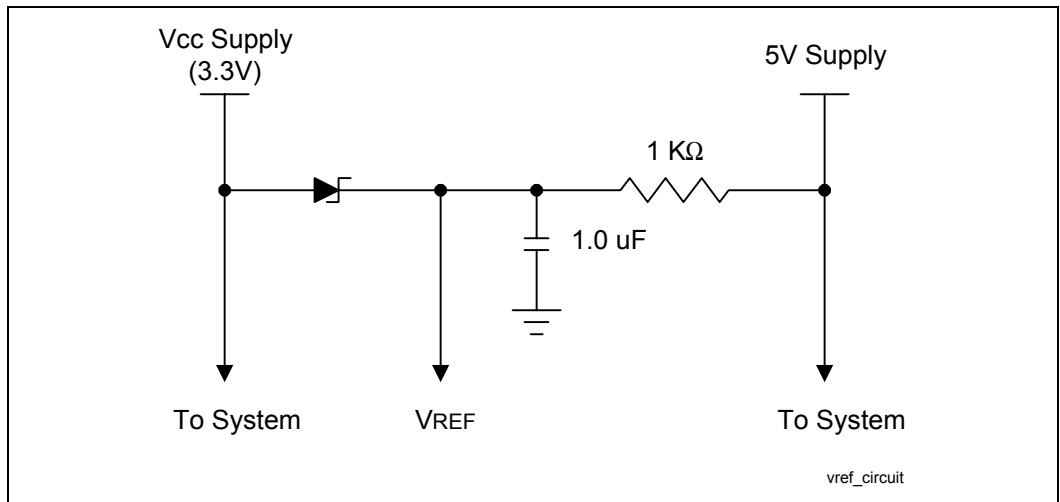 Vcc Supply
(3.3V)
5V Supply
1 KΩ
1.0 uF
To System
VREF
To System
vref_circuit